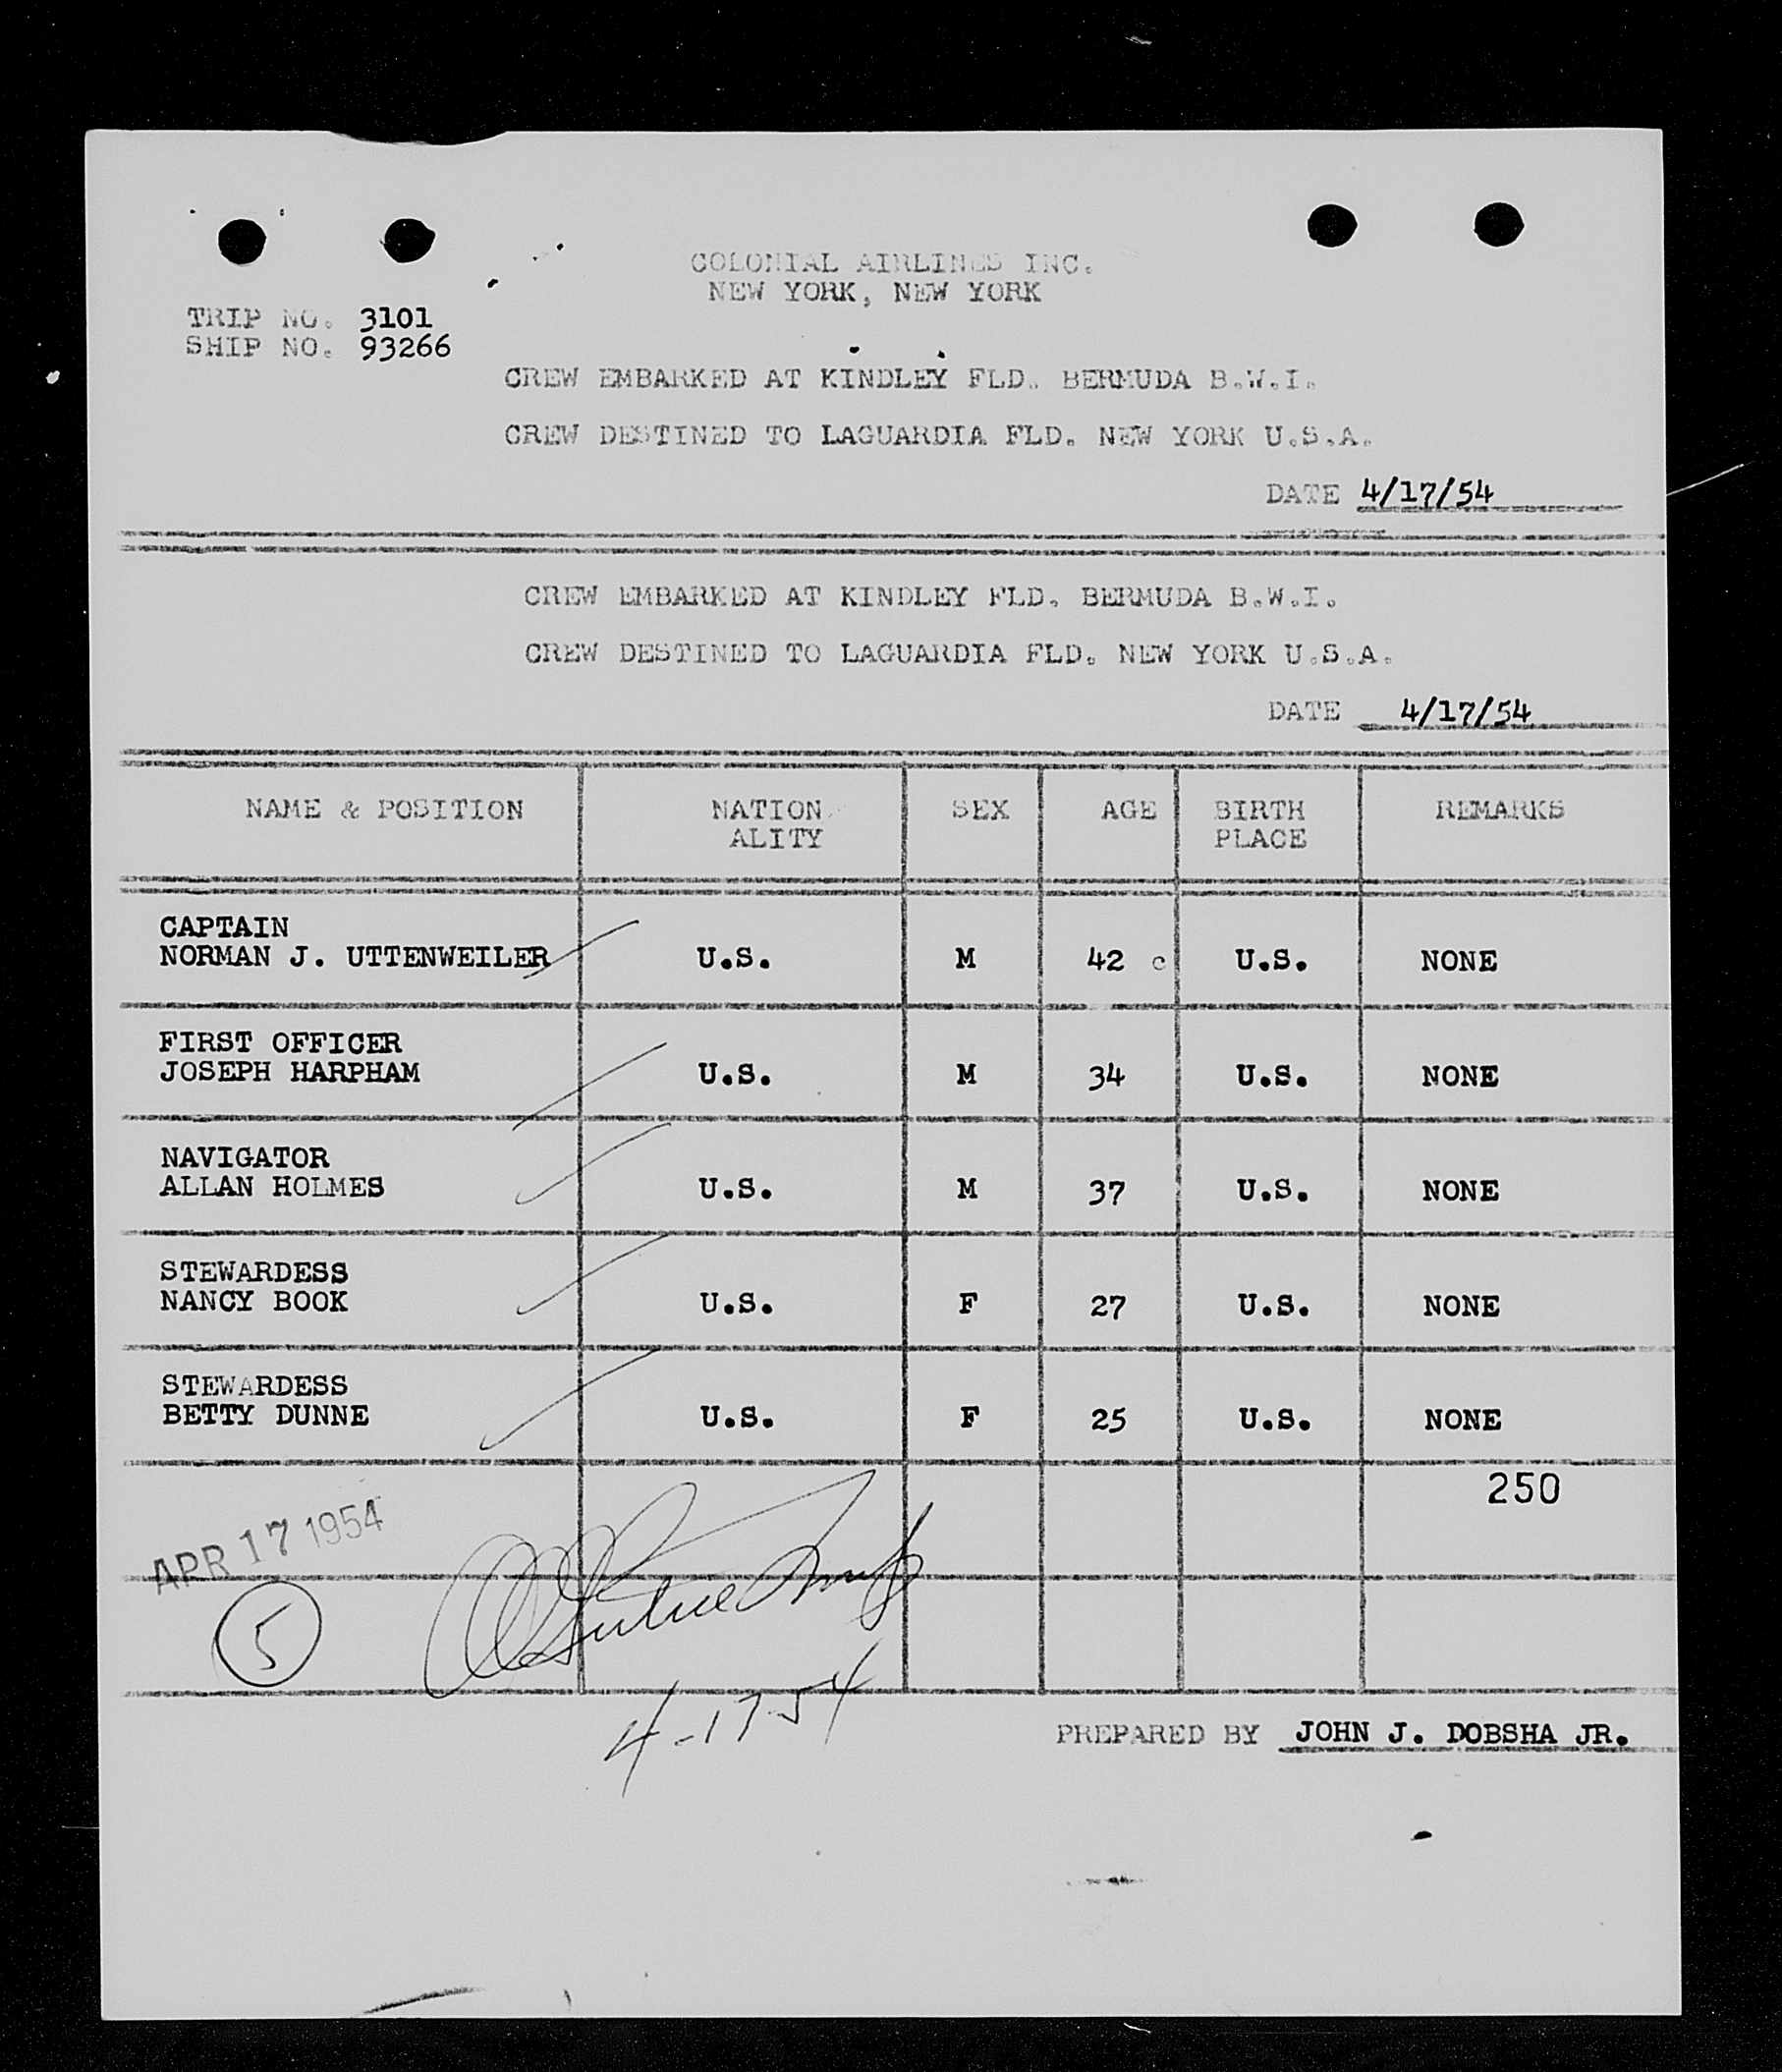 COLONIAL AIRLINES INC.
NEW YORK, NEW YORK
TRIP NO. 3101
SHIP NO. 93266
CREW EMBARKED AT KINDLEY FLD. BERMUDA B.W.I.
CREW DESTINED TO LAGUARDIA FLD. NEW YORK U.S.A.
DATE 4/17/54
CREW EMBARKED AT KINDLEY FLD. BERMUDA B.W.I.
CREW DESTINED TO LAGUARDIA FLD. NEW YORK U.S.A.
DATE 4/17/54
NAME & POSITION NATION SEX AGE BIRTH REMARKS
ALITY PLACE
CAPTAIN
NORMAN J. UTTENWEILER U.S. M 42 c U.S. NONE
FIRST OFFICER
JOSEPH HARPHAM U.S. M 34 U.S. NONE
NAVIGATOR
ALLAN HOLMES U.S. M 37 U.S. NONE
STEWARDESS
NANCY BOOK U.S. F 27 U.S. NONE
STEWARDESS
BETTY DUNNE U.S. F 25 U.S. NONE
250
APR 17 1954
5
4-17-54
PREPARED BY JOHN J. DOBSHA JR.